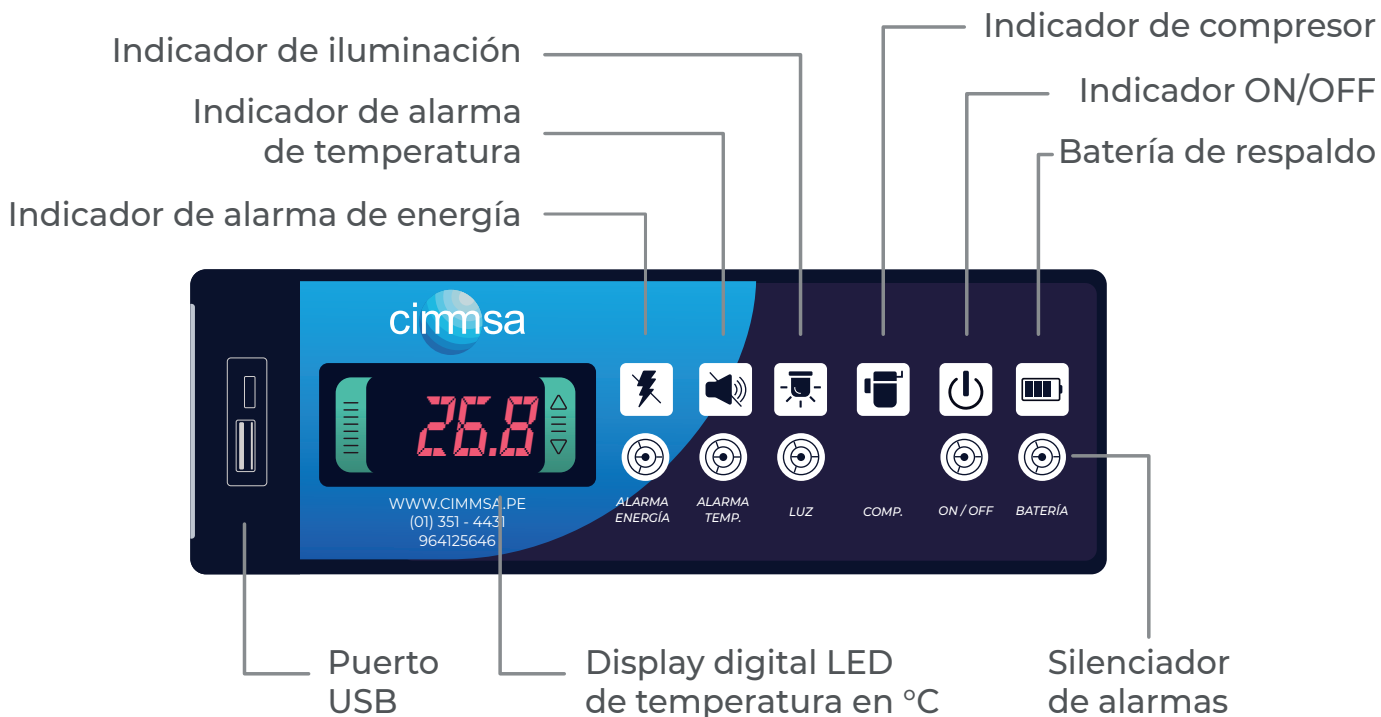 Indicador de compresor
Indicador de iluminación
Indicador ON/OFF
Indicador de alarma
de temperatura
Batería de respaldo
Indicador de alarma de energía
cimmsa
26.8
WWW.CIMMSA.PE
(01) 351 - 4431
964125646
ALARMA
ENERGÍA
ALARMA
TEMP.
LUZ
COMP.
ON / OFF
BATERÍA
Puerto
USB
Display digital LED
de temperatura en °C
Silenciador
de alarmas